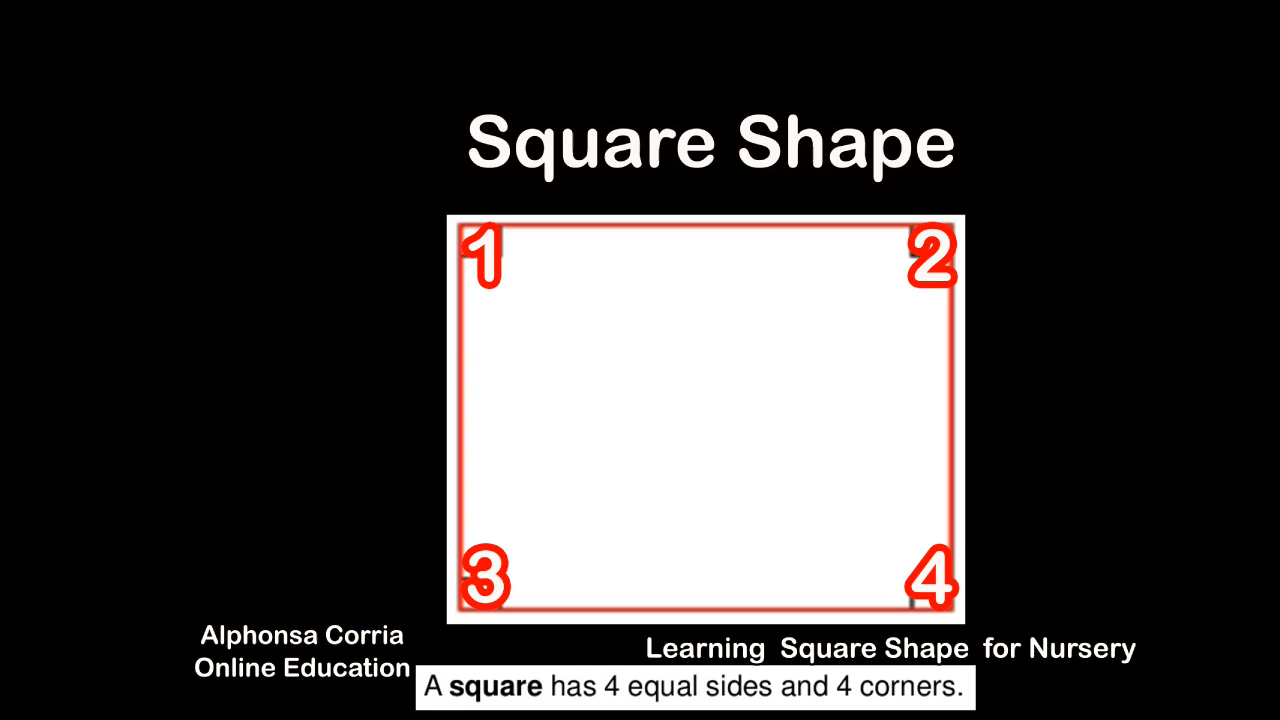 Square Shape
1
2
3
4
Alphonsa Corria
Online Education
Learning Square Shape for Nursery
A square has 4 equal sides and 4 corners.